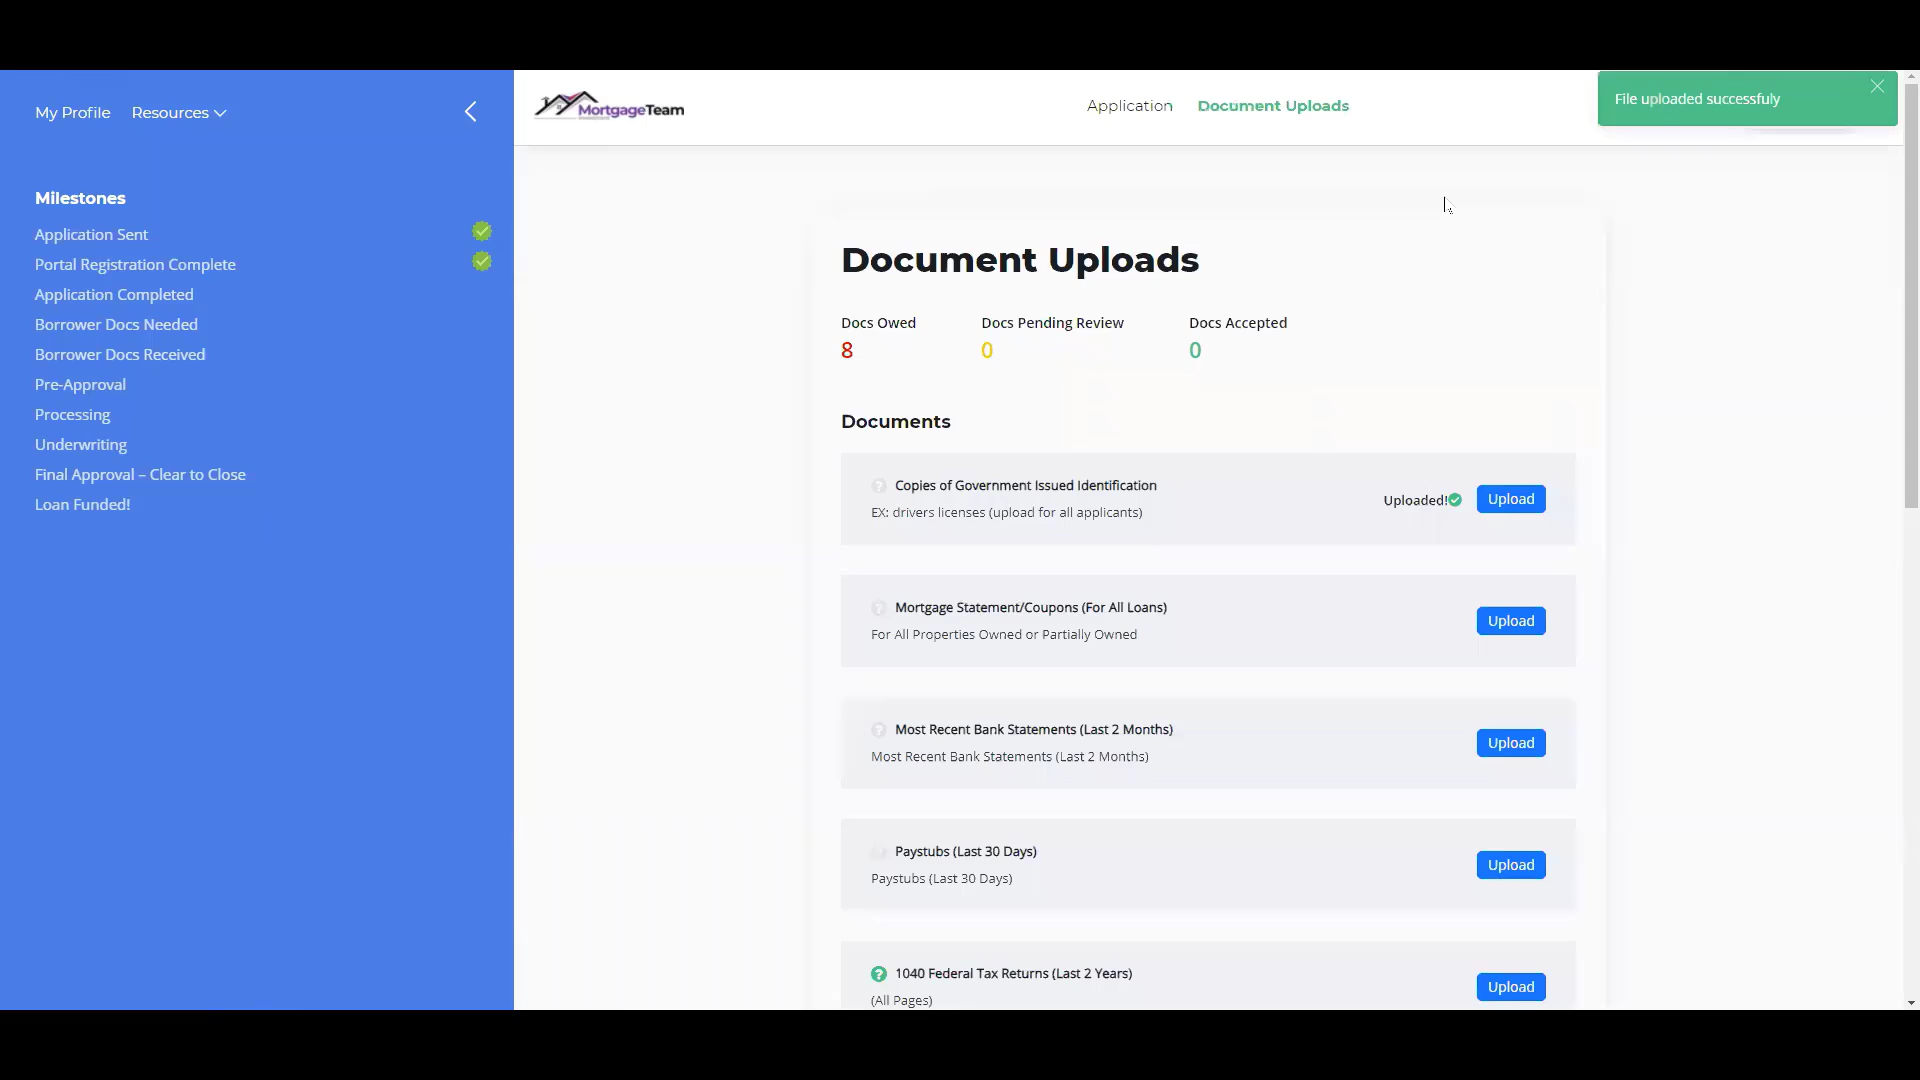 My Profile Resources
Milestones
Application Sent
Portal Registration Complete
Application Completed
Borrower Docs Needed
Borrower Docs Received
Pre-Approval
Processing
Underwriting
Final Approval – Clear to Close
Loan Funded!
MortgageTeam
Application Document Uploads
File uploaded successfuly
Document Uploads
Docs Owed Docs Pending Review Docs Accepted
8 0 0
Documents
? Copies of Government Issued Identification
EX: drivers licenses (upload for all applicants)
Uploaded! Upload
? Mortgage Statement/Coupons (For All Loans)
For All Properties Owned or Partially Owned
Upload
? Most Recent Bank Statements (Last 2 Months)
Most Recent Bank Statements (Last 2 Months)
Upload
Paystubs (Last 30 Days)
Paystubs (Last 30 Days)
Upload
? 1040 Federal Tax Returns (Last 2 Years)
(All Pages)
Upload